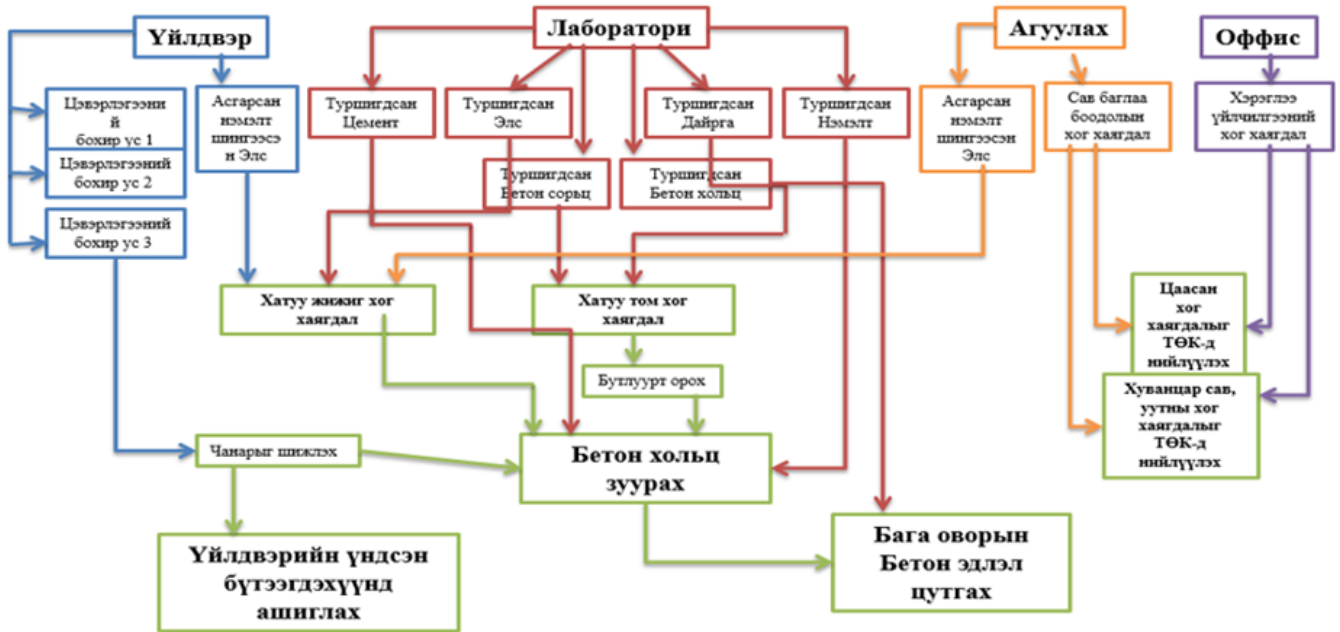 Үйлдвэр
Лаборатори
Агуулах
Оффис
Цэвэрлэгээни
й
бохир ус 1
Цэвэрлэгээний
бохир ус 2
Цэвэрлэгээний
бохир ус 3
Асгарсан
нэмэлт
шингээсэ
н Элс
Туршигдсан
Цемент
Туршигдсан
Элс
Туршигдсан
Дайрга
Туршигдсан
Нэмэлт
Асгарсан
нэмэлт
шингээсэн
Элс
Сав баглаа
боодолын
хог хаягдал
Хэрэглээ
үйлчилгээний
хог хаягдал
Туршигдсан
Бетон сорьц
Туршигдсан
Бетон хольц
Хатуу жижиг хог
хаягдал
Хатуу том хог
хаягдал
Цаасан
хог
хаягдалыг
ТӨК-д
нийлүүлэх
Бутлуурт орох
Хуванцар сав,
уутны хог
хаягдалыг
ТӨК-д
нийлүүлэх
Чанарыг шижлэх
Бетон хольц
зуурах
Үйлдвэрийн үндсэн
бүтээгдэхүүнд
ашиглах
Бага оворын
Бетон эдлэл
цутгах